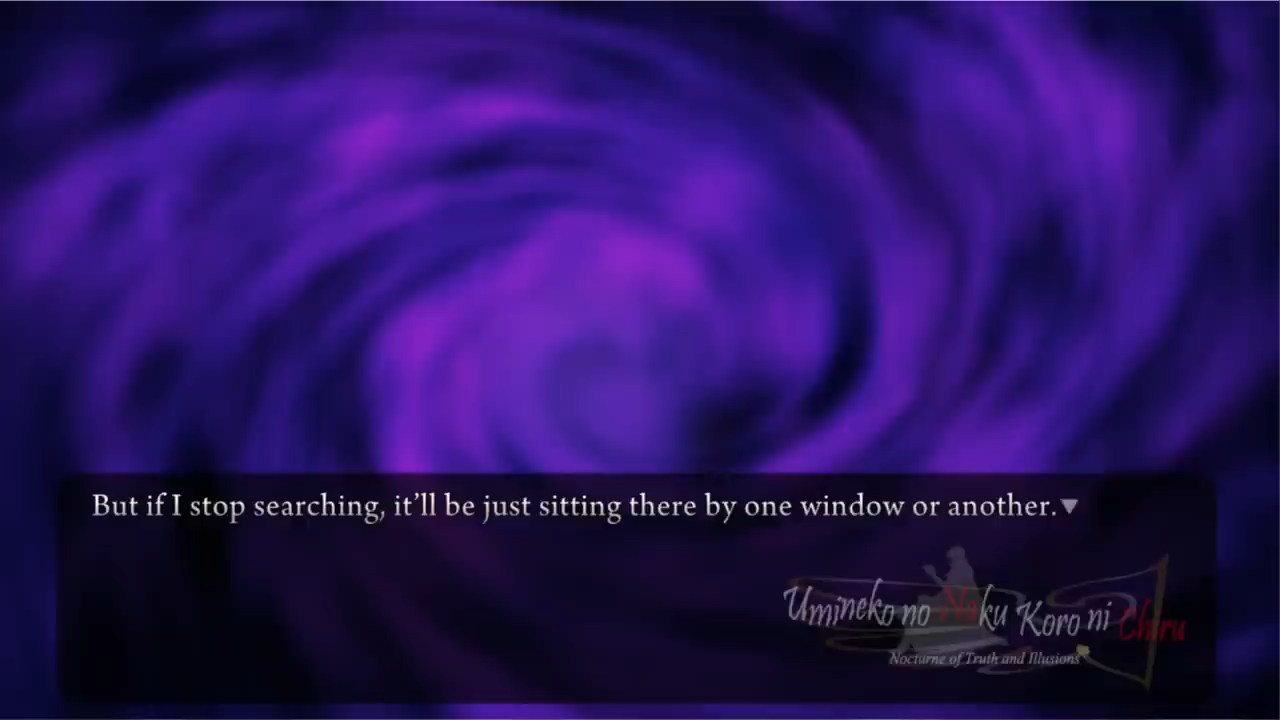 But if I stop searching, it'll be just sitting there by one window or another.
Umineko no Naku Koro ni Chiru
Nocturne of Truth and Illusions